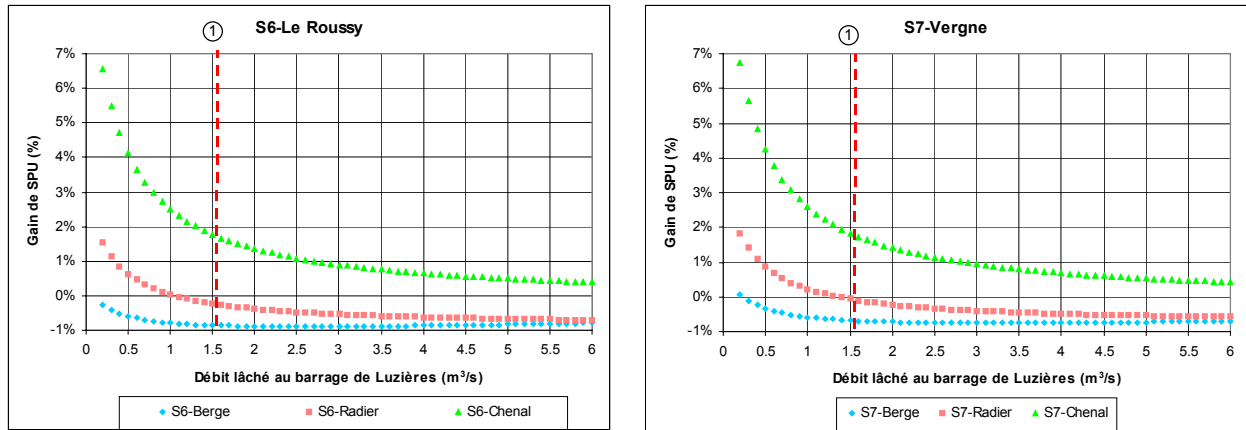 ① S6-Le Roussy
7%
6%
5%
4%
3%
2%
1%
0%
-1%
Gain de SPU (%)
0 0.5 1 1.5 2 2.5 3 3.5 4 4.5 5 5.5 6
Débit lâché au barrage de Luzières (m³/s)
S6-Berge S6-Radier S6-Chenal
① S7-Vergne
7%
6%
5%
4%
3%
2%
1%
0%
-1%
Gain de SPU (%)
0 0.5 1 1.5 2 2.5 3 3.5 4 4.5 5 5.5 6
Débit lâché au barrage de Luzières (m³/s)
S7-Berge S7-Radier S7-Chenal